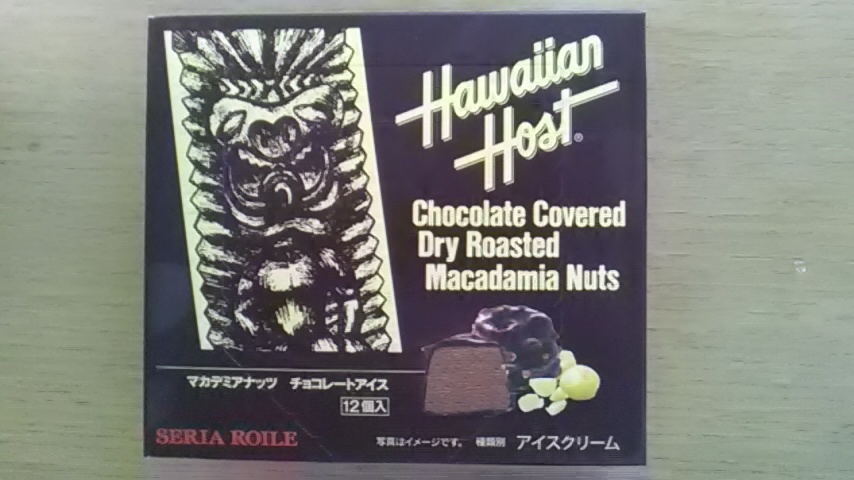 Hawaiian
Host®
Chocolate Covered
Dry Roasted
Macadamia Nuts
マカデミアナッツ チョコレートアイス
12個入
SERIA ROILE
写真はイメージです。 種類別 アイスクリーム